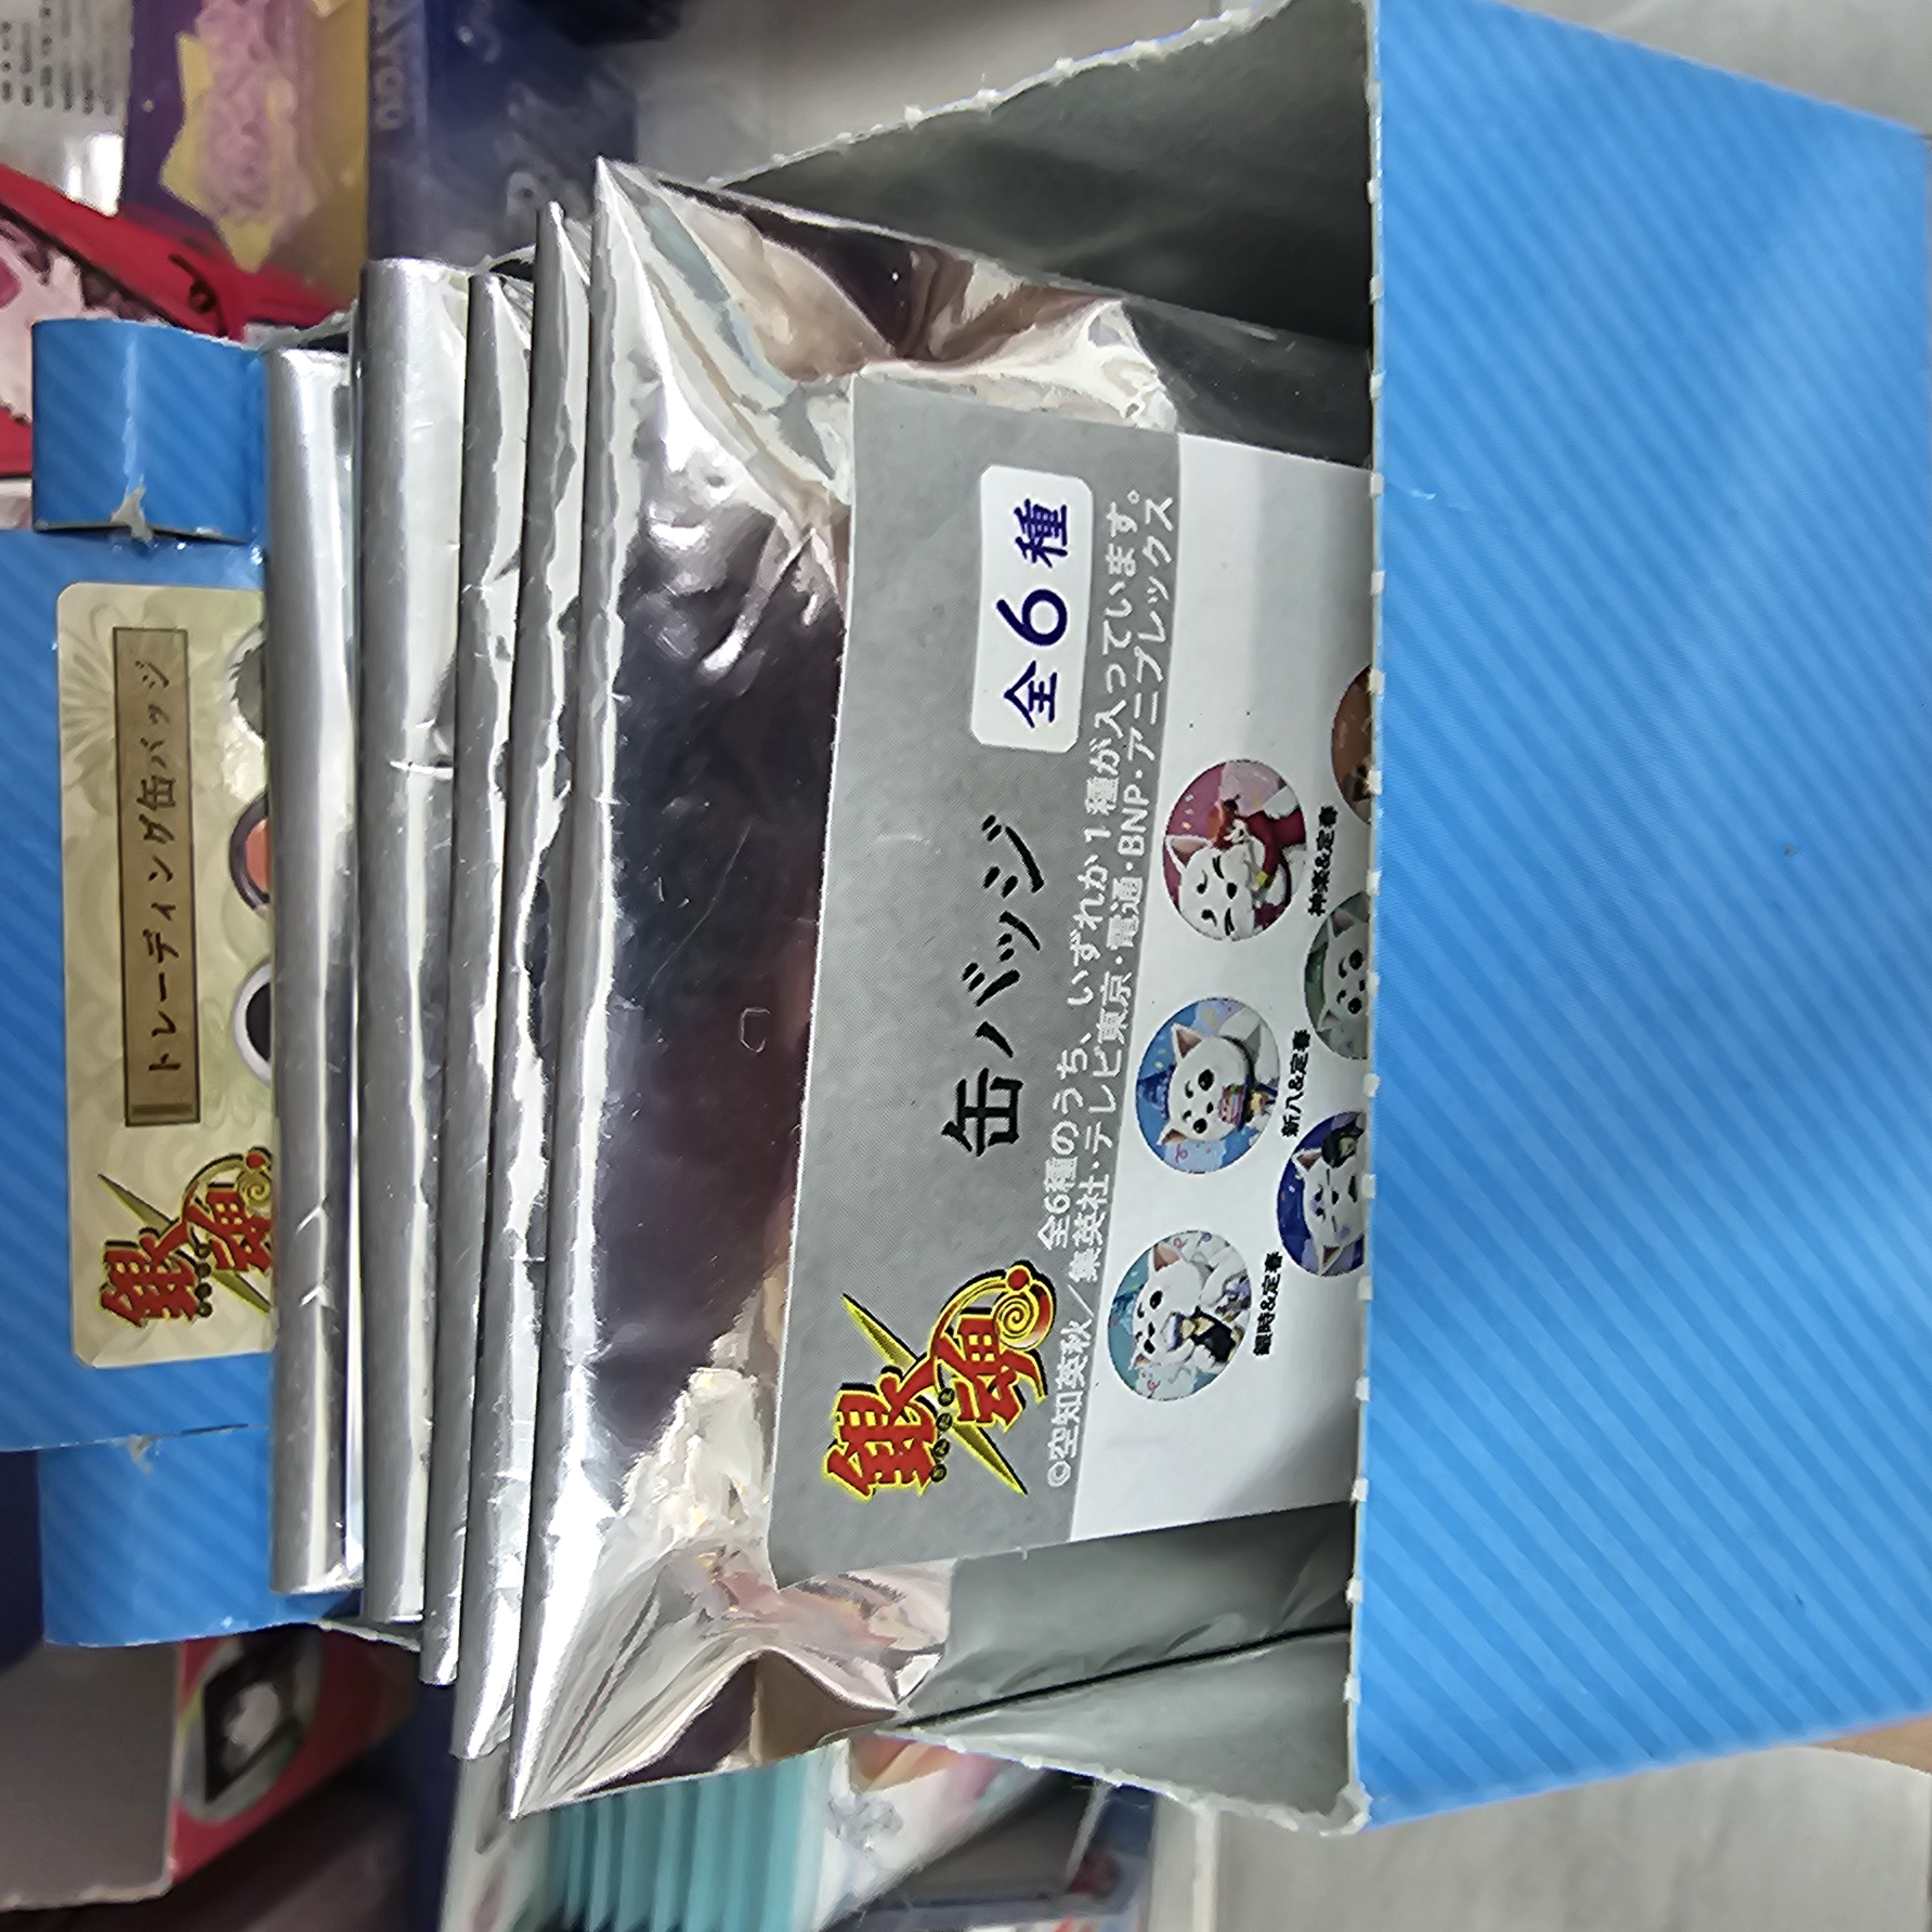 トレーディング缶バッジ
銀魂
缶バッジ
全6種
銀魂
全6種のうち、いずれか1種が入っています。
©空知英秋/集英社・テレビ東京・電通・BNP・アニプレックス
銀時&定春
新八&定春
神楽&定春